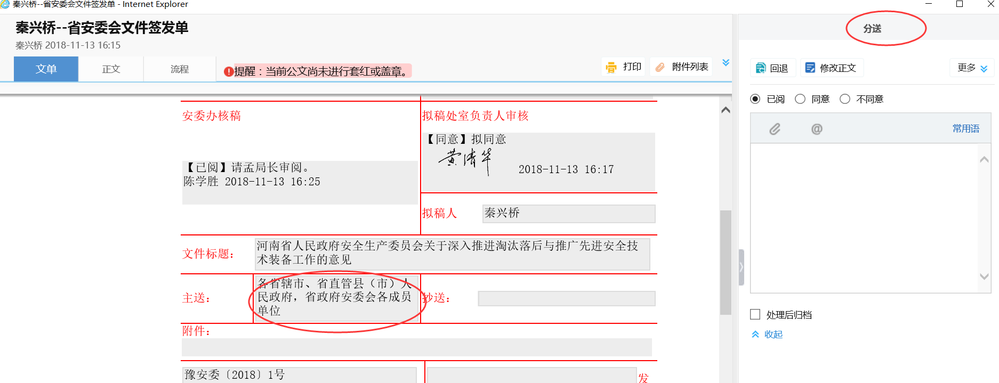 秦兴桥--省安委会文件签发单 - Internet Explorer
秦兴桥--省安委会文件签发单
秦兴桥 2018-11-13 16:15
文单
正文
流程
提醒：当前公文尚未进行套红或盖章。
打印
附件列表
安委办核稿
【已阅】请孟局长审阅。
陈学胜 2018-11-13 16:25
拟稿处室负责人审核
【同意】拟同意
黄清华
2018-11-13 16:17
拟稿人
秦兴桥
文件标题：
河南省人民政府安全生产委员会关于深入推进淘汰落后与推广先进安全技
术装备工作的意见
主送：
各省辖市、省直管县（市）人
民政府，省政府安委会各成员
单位
抄送：
附件：
豫安委〔2018〕1号
发
分送
回退
修改正文
更多
已阅
同意
不同意
@
常用语
处理后归档
收起